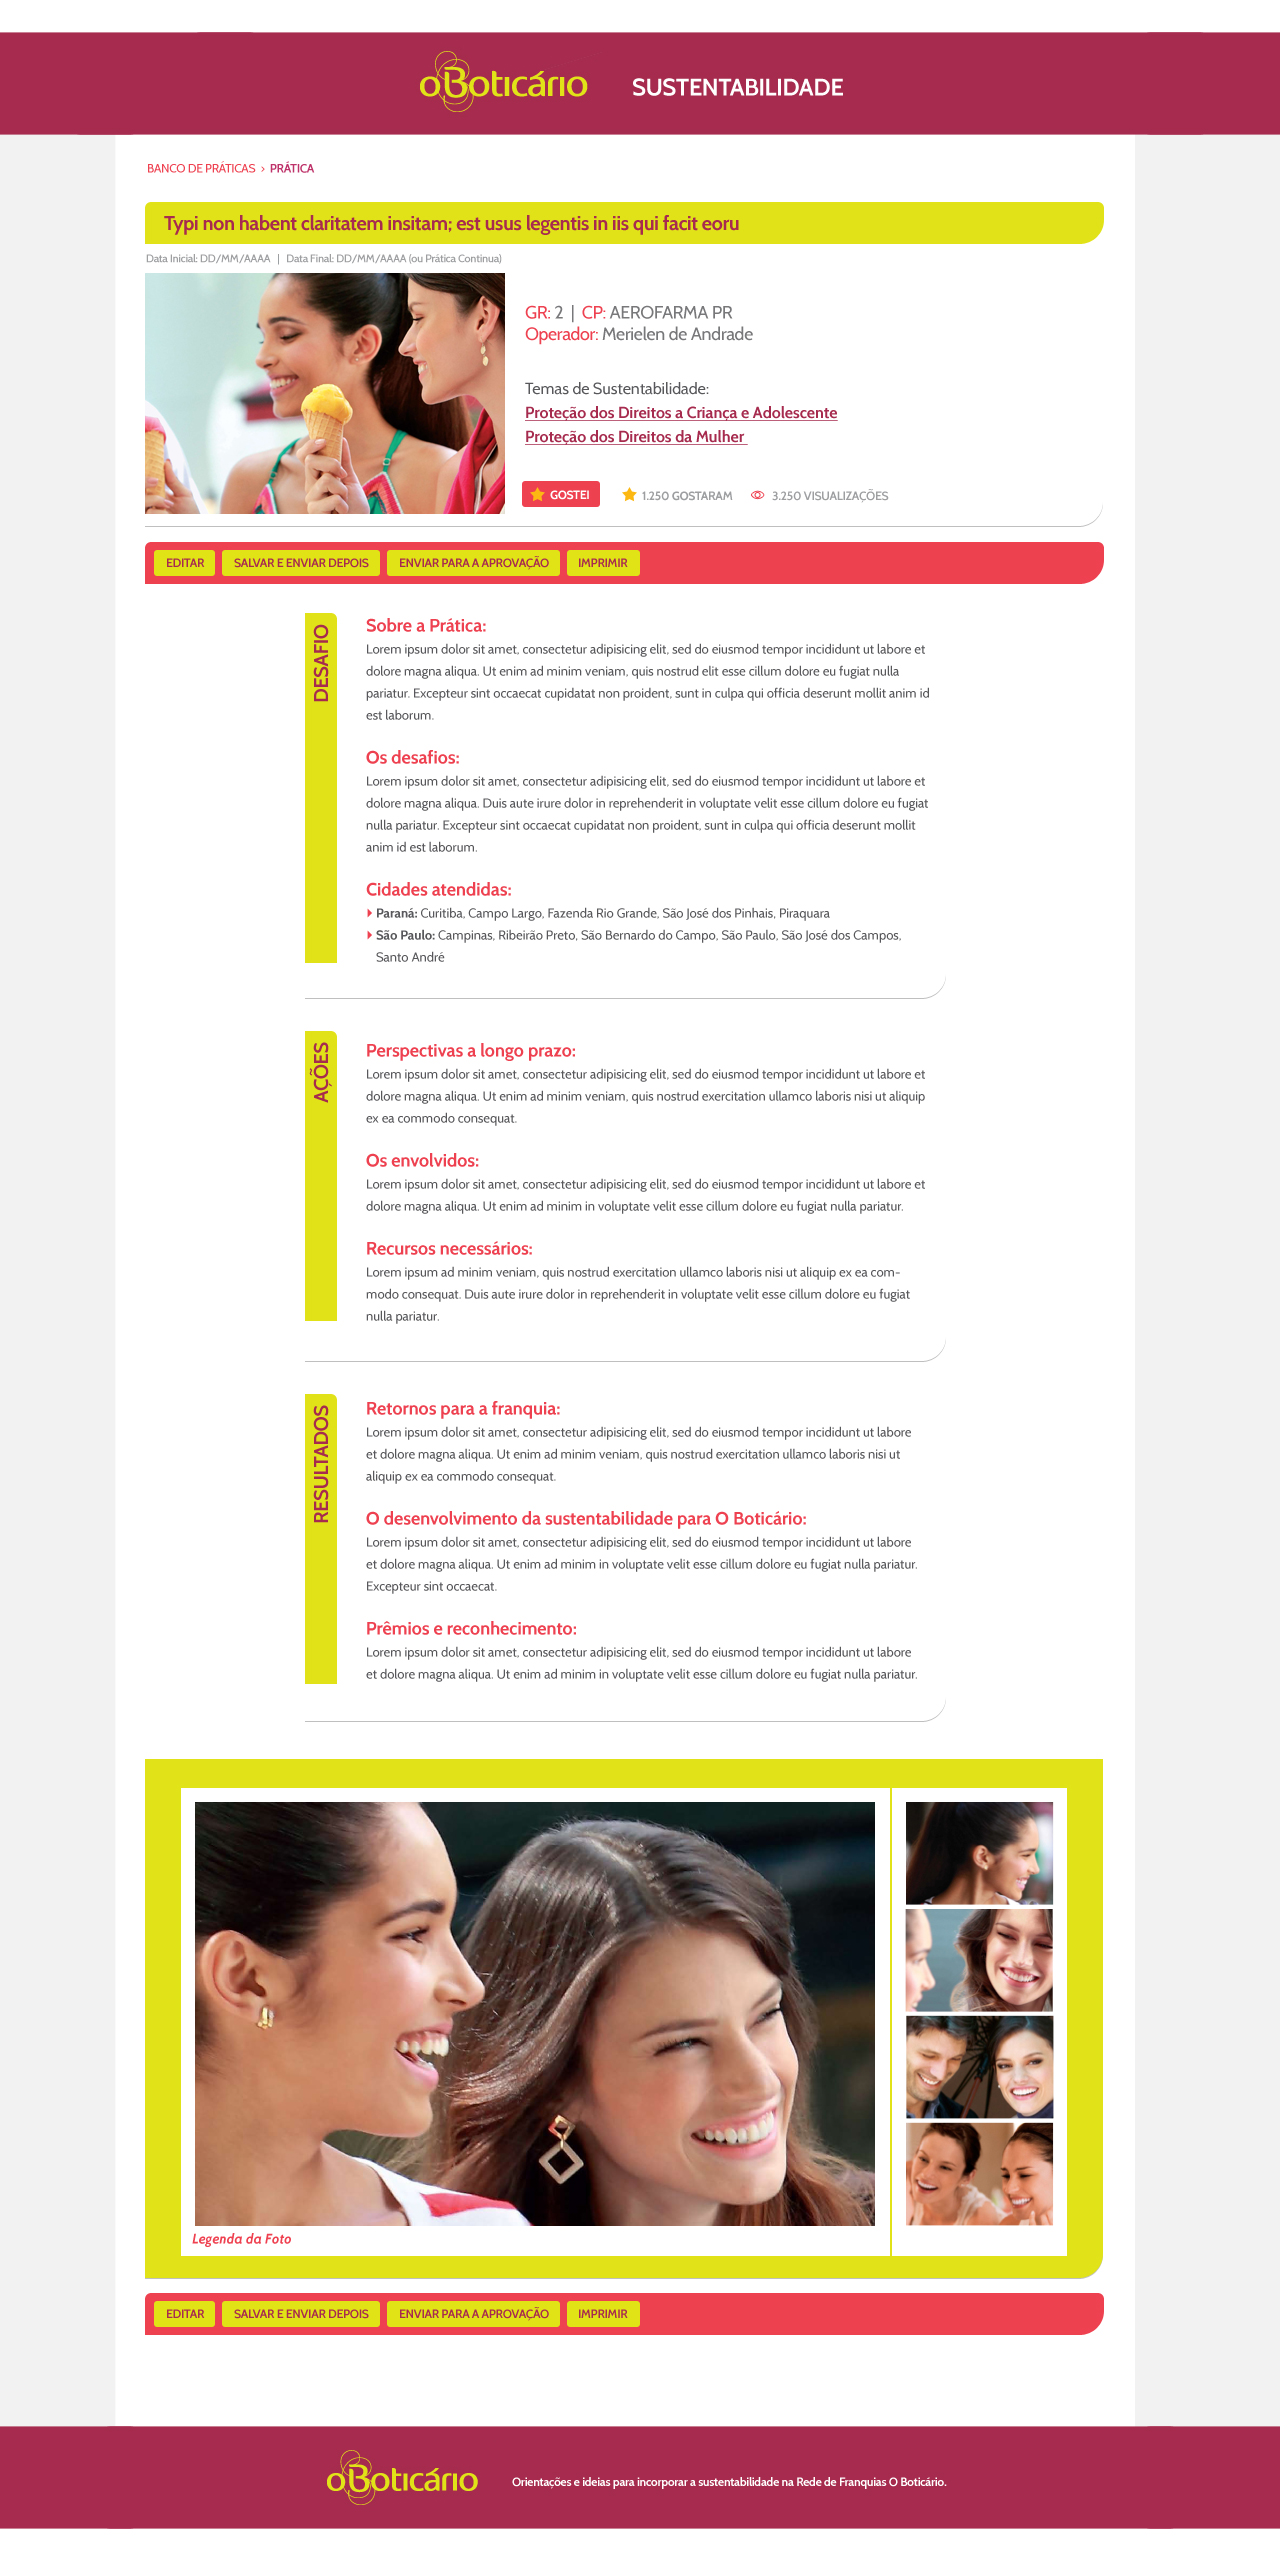 oBoticário SUSTENTABILIDADE
BANCO DE PRÁTICAS › PRÁTICA
Typi non habent claritatem insitam; est usus legentis in iis qui facit eoru
Data Inicial: DD/MM/AAAA | Data Final: DD/MM/AAAA (ou Prática Contínua)
GR: 2 | CP: AEROFARMA PR
Operador: Merielen de Andrade
Temas de Sustentabilidade:
Proteção dos Direitos a Criança e Adolescente
Proteção dos Direitos da Mulher
GOSTEI 1.250 GOSTARAM 3.250 VISUALIZAÇÕES
EDITAR SALVAR E ENVIAR DEPOIS ENVIAR PARA A APROVAÇÃO IMPRIMIR
DESAFIO
Sobre a Prática:
Lorem ipsum dolor sit amet, consectetur adipisicing elit, sed do eiusmod tempor incididunt ut labore et
dolore magna aliqua. Ut enim ad minim veniam, quis nostrud elit esse cillum dolore eu fugiat nulla
pariatur. Excepteur sint occaecat cupidatat non proident, sunt in culpa qui officia deserunt mollit anim id
est laborum.
Os desafios:
Lorem ipsum dolor sit amet, consectetur adipisicing elit, sed do eiusmod tempor incididunt ut labore et
dolore magna aliqua. Duis aute irure dolor in reprehenderit in voluptate velit esse cillum dolore eu fugiat
nulla pariatur. Excepteur sint occaecat cupidatat non proident, sunt in culpa qui officia deserunt mollit
anim id est laborum.
Cidades atendidas:
Paraná: Curitiba, Campo Largo, Fazenda Rio Grande, São José dos Pinhais, Piraquara
São Paulo: Campinas, Ribeirão Preto, São Bernardo do Campo, São Paulo, São José dos Campos,
Santo André
AÇÕES
Perspectivas a longo prazo:
Lorem ipsum dolor sit amet, consectetur adipisicing elit, sed do eiusmod tempor incididunt ut labore et
dolore magna aliqua. Ut enim ad minim veniam, quis nostrud exercitation ullamco laboris nisi ut aliquip
ex ea commodo consequat.
Os envolvidos:
Lorem ipsum dolor sit amet, consectetur adipisicing elit, sed do eiusmod tempor incididunt ut labore et
dolore magna aliqua. Ut enim ad minim in voluptate velit esse cillum dolore eu fugiat nulla pariatur.
Recursos necessários:
Lorem ipsum ad minim veniam, quis nostrud exercitation ullamco laboris nisi ut aliquip ex ea com-
modo consequat. Duis aute irure dolor in reprehenderit in voluptate velit esse cillum dolore eu fugiat
nulla pariatur.
RESULTADOS
Retornos para a franquia:
Lorem ipsum dolor sit amet, consectetur adipisicing elit, sed do eiusmod tempor incididunt ut labore
et dolore magna aliqua. Ut enim ad minim veniam, quis nostrud exercitation ullamco laboris nisi ut
aliquip ex ea commodo consequat.
O desenvolvimento da sustentabilidade para O Boticário:
Lorem ipsum dolor sit amet, consectetur adipisicing elit, sed do eiusmod tempor incididunt ut labore
et dolore magna aliqua. Ut enim ad minim in voluptate velit esse cillum dolore eu fugiat nulla pariatur.
Excepteur sint occaecat.
Prêmios e reconhecimento:
Lorem ipsum dolor sit amet, consectetur adipisicing elit, sed do eiusmod tempor incididunt ut labore
et dolore magna aliqua. Ut enim ad minim in voluptate velit esse cillum dolore eu fugiat nulla pariatur.
Legenda da Foto
EDITAR SALVAR E ENVIAR DEPOIS ENVIAR PARA A APROVAÇÃO IMPRIMIR
oBoticário Orientações e ideias para incorporar a sustentabilidade na Rede de Franquias O Boticário.